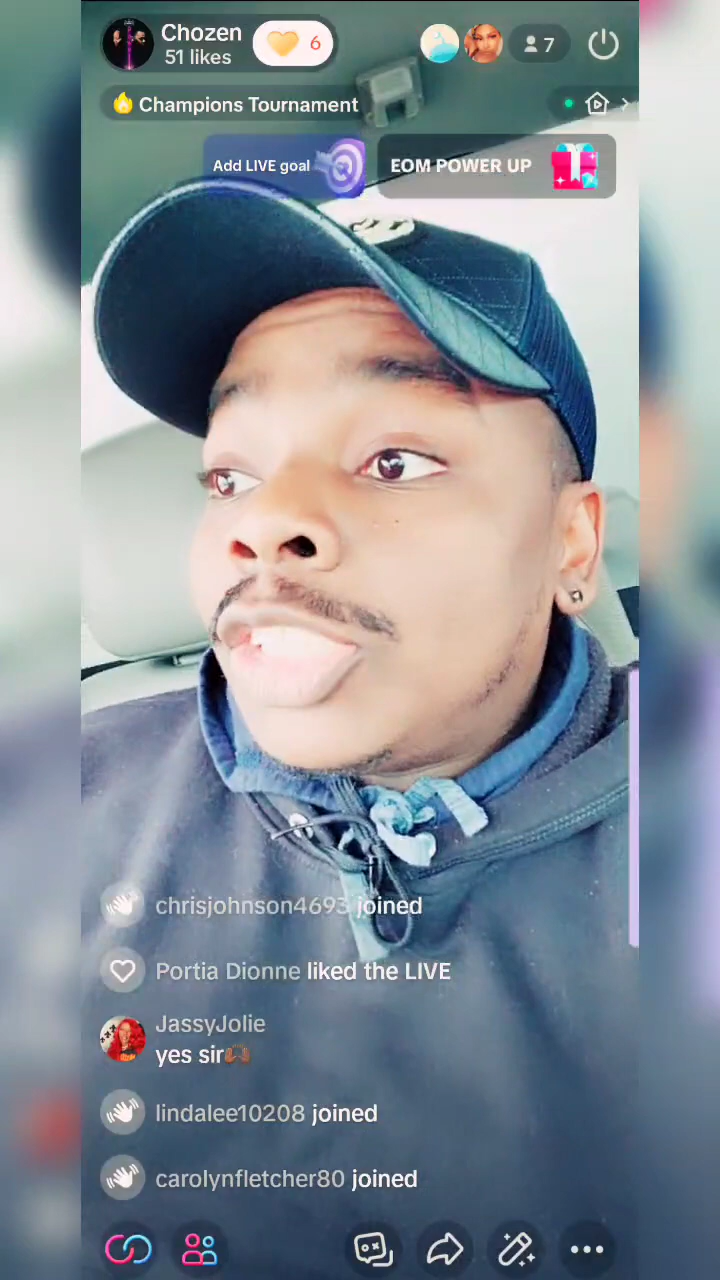 Chozen
51 likes
6
7
Champions Tournament
Add LIVE goal
EOM POWER UP
chrisjohnson4693 joined
Portia Dionne liked the LIVE
JassyJolie
yes sir🙌🏾
lindalee10208 joined
carolynfletcher80 joined